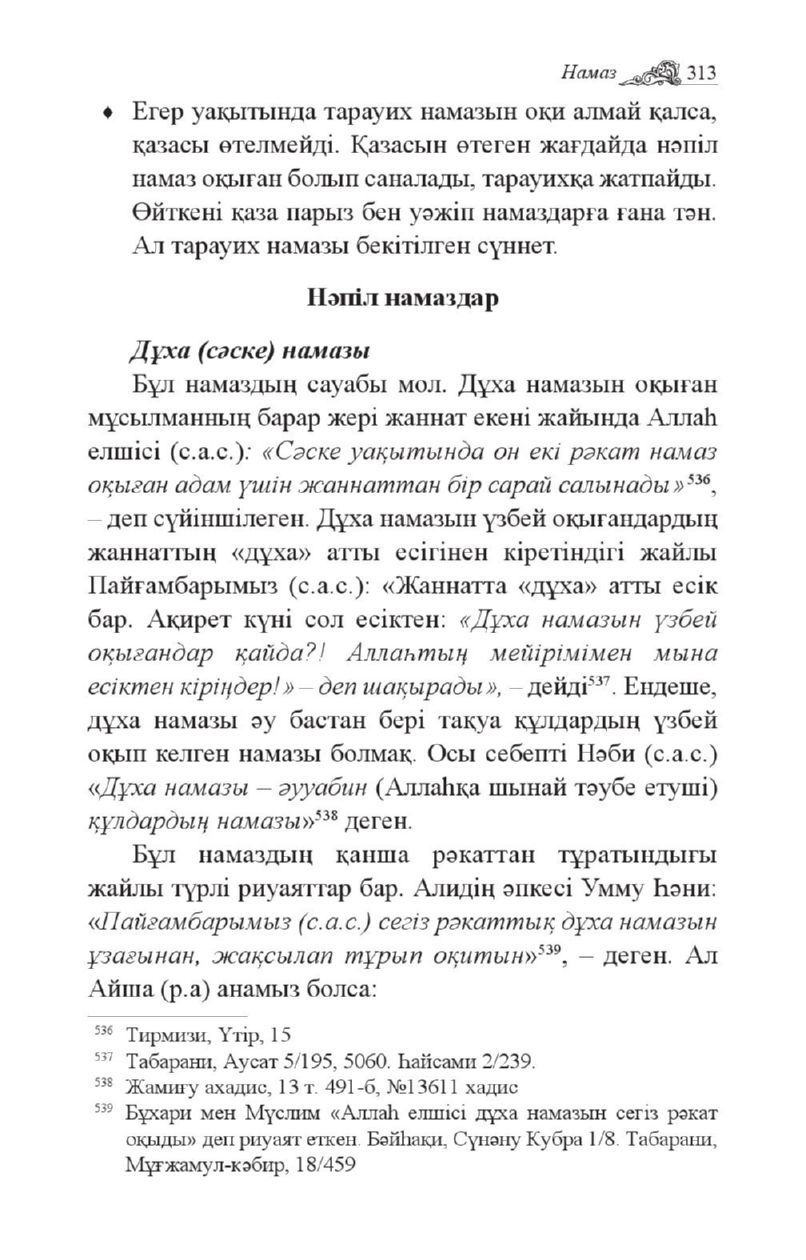 Намаз 313
♦ Егер уақытында тарауих намазын оқи алмай қалса,
қазасы өтелмейді. Қазасын өтеген жағдайда нәпіл
намаз оқыған болып саналады, тарауихқа жатпайды.
Өйткені қаза парыз бен уәжіп намаздарға ғана тән.
Ал тарауих намазы бекітілген сүннет.
Нәпіл намаздар
Дұха (сәске) намазы
Бұл намаздың сауабы мол. Дұха намазын оқыған
мұсылманның барар жері жаннат екені жайында Аллаһ
елшісі (с.а.с.): «Сәске уақытында он екі рәкат намаз
оқыған адам үшін жаннаттан бір сарай салынады»⁵³⁶,
– деп сүйіншілеген. Дұха намазын үзбей оқығандардың
жаннаттың «дұха» атты есігінен кіретіндігі жайлы
Пайғамбарымыз (с.а.с.): «Жаннатта «дұха» атты есік
бар. Ақирет күні сол есіктен: «Дұха намазын үзбей
оқығандар қайда?! Аллаһтың мейірімімен мына
есіктен кіріңдер!» – деп шақырады», – дейді⁵³⁷. Ендеше,
дұха намазы әу бастан бері тақуа құлдардың үзбей
оқып келген намазы болмақ. Осы себепті Нәби (с.а.с.)
«Дұха намазы – әууабин (Аллаһқа шынай тәубе етуші)
құлдардың намазы»⁵³⁸ деген.
Бұл намаздың қанша рәкаттан тұратындығы
жайлы түрлі риуаяттар бар. Алидің әпкесі Умму Һәни:
«Пайғамбарымыз (с.а.с.) сегіз рәкаттық дұха намазын
ұзағынан, жақсылап тұрып оқитын»⁵³⁹, – деген. Ал
Айша (р.а) анамыз болса:
⁵³⁶ Тирмизи, Үтір, 15
⁵³⁷ Табарани, Аусат 5/195, 5060. Һайсами 2/239.
⁵³⁸ Жамиғу ахадис, 13 т. 491-б, №13611 хадис
⁵³⁹ Бұхари мен Мүслим «Аллаһ елшісі дұха намазын сегіз рәкат
оқыды» деп риуаят еткен. Бәйһақи, Сүнәну Кубра 1/8. Табарани,
Мұғжамул-кәбир, 18/459